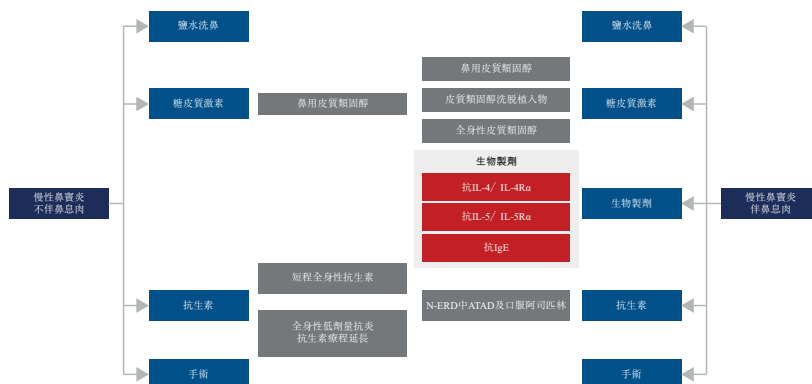 鹽水洗鼻
鹽水洗鼻
鼻用皮質類固醇
糖皮質激素
鼻用皮質類固醇
皮質類固醇洗脱植入物
糖皮質激素
全身性皮質類固醇
生物製劑
抗IL-4/ IL-4Rα
慢性鼻竇炎
不伴鼻息肉
抗IL-5/ IL-5Rα
生物製劑
慢性鼻竇炎
伴鼻息肉
抗IgE
短程全身性抗生素
抗生素
N-ERD中ATAD及口服阿司匹林
抗生素
全身性低劑量抗炎
抗生素療程延長
手術
手術